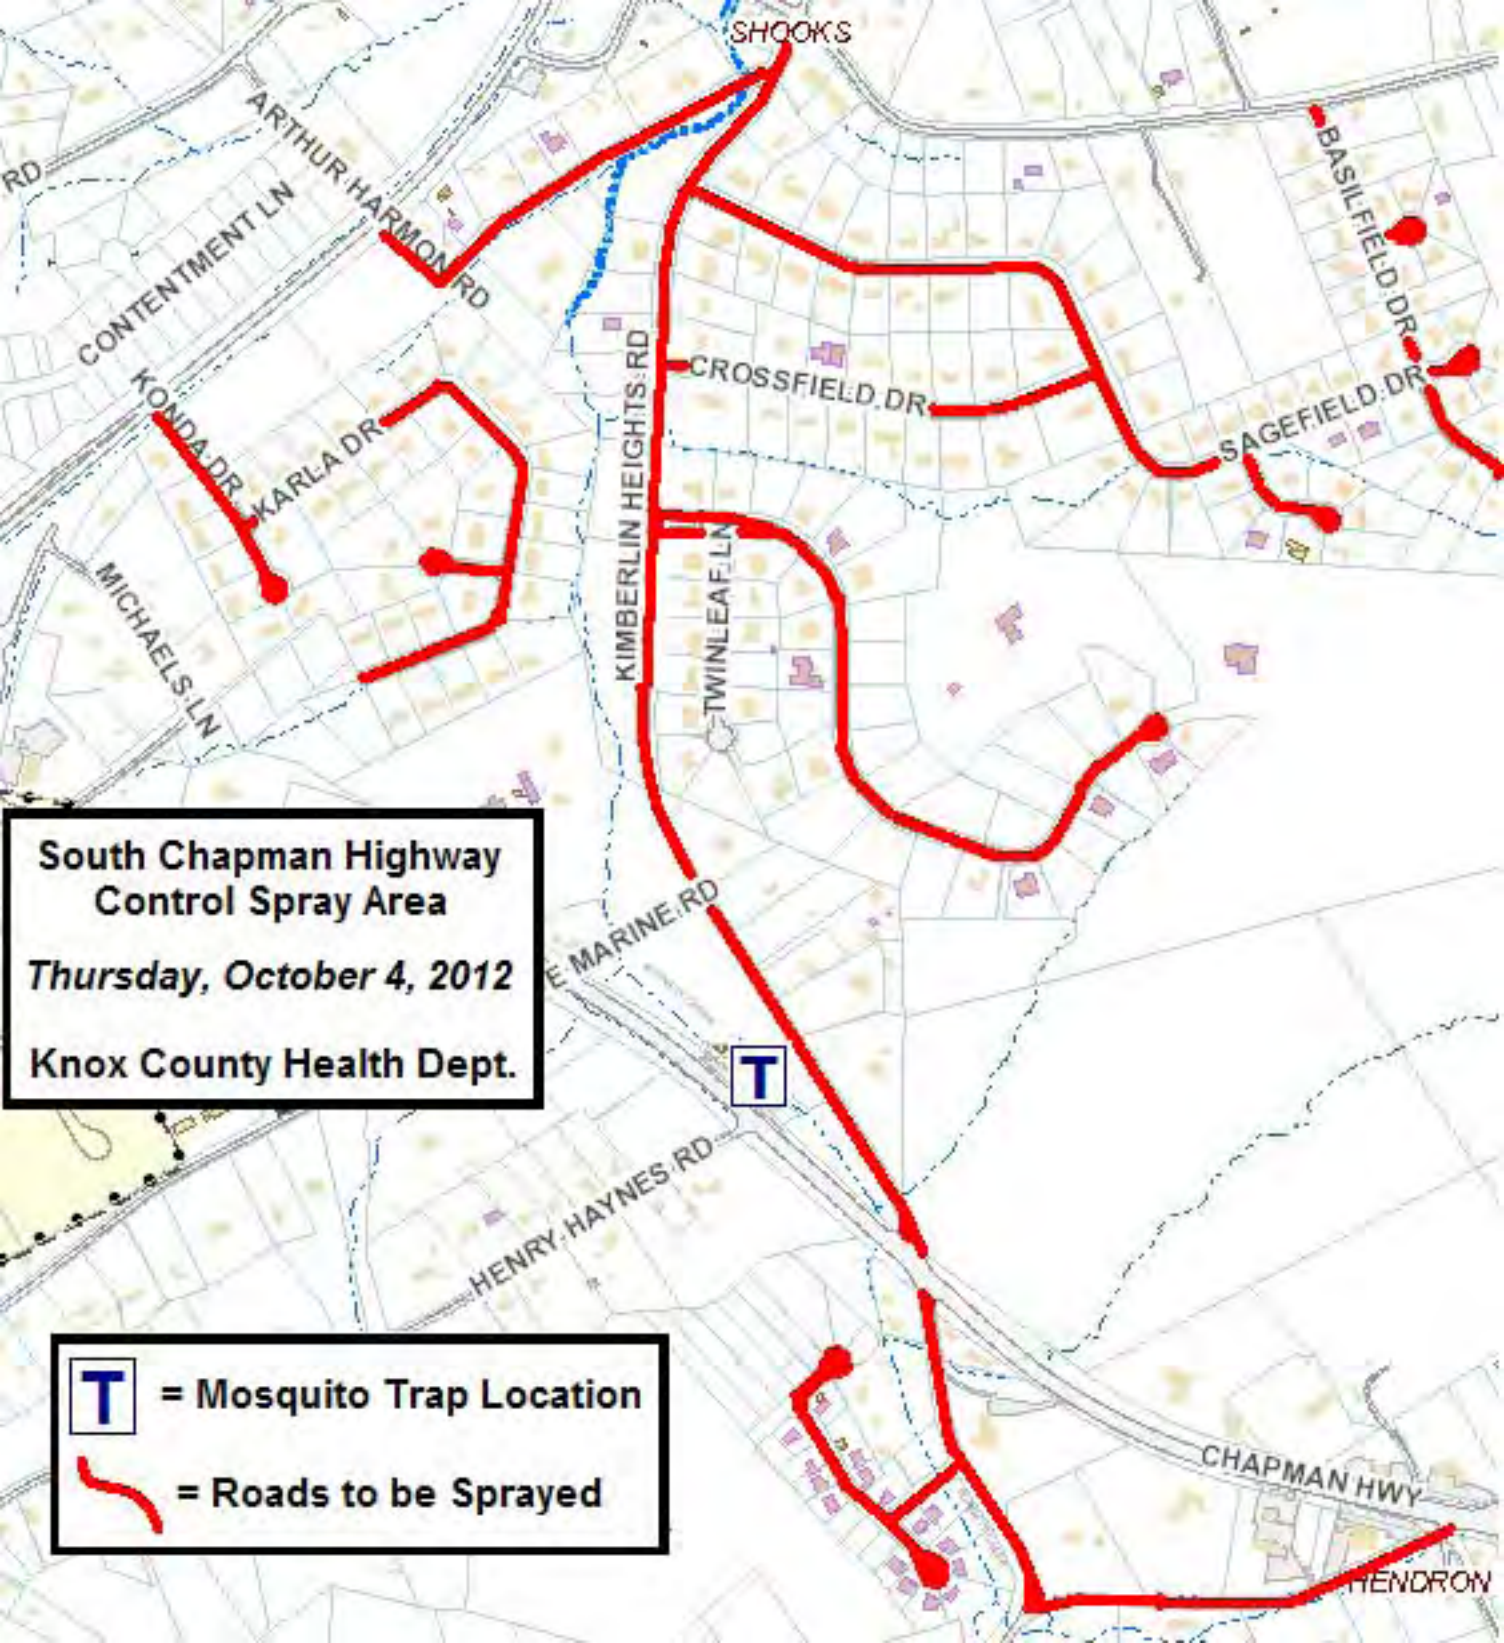 SHOOKS
ARTHUR HARMON RD
RD
BASILFIELD DR
CONTENTMENT LN
KIMBERLIN HEIGHTS RD
CROSSFIELD DR
SAGEFIELD DR
KONDA DR
KARLA DR
TWINLEAF LN
MICHAELS LN
South Chapman Highway
Control Spray Area
Thursday, October 4, 2012
Knox County Health Dept.
E MARINE RD
T
HENRY HAYNES RD
T = Mosquito Trap Location
= Roads to be Sprayed
CHAPMAN HWY
HENDRON